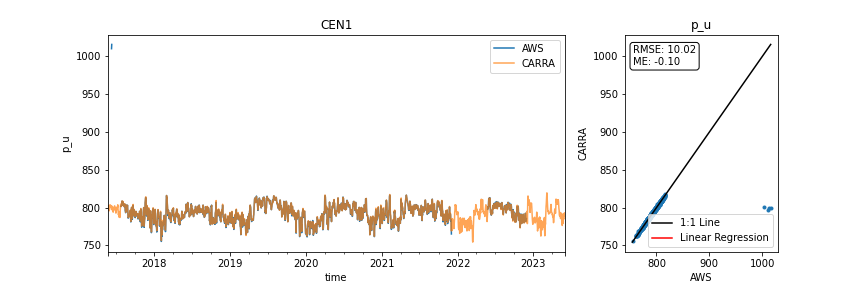 CEN1
p_u
1000
950
900
850
800
750
p_u
AWS
CARRA
2018
2019
2020
2021
2022
2023
time
1000
950
900
850
800
750
CARRA
RMSE: 10.02
ME: -0.10
1:1 Line
Linear Regression
800
900
1000
AWS